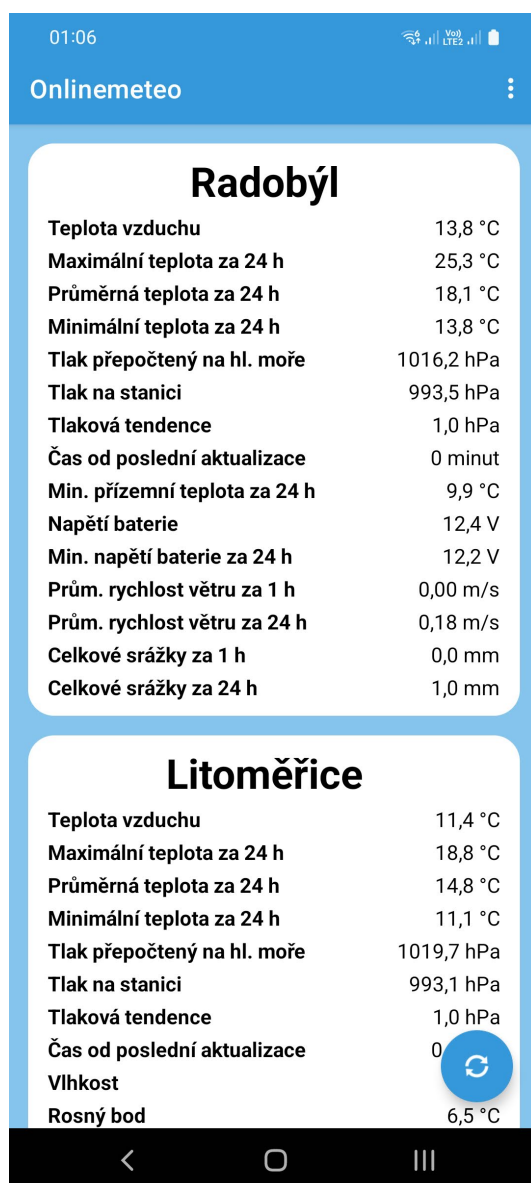 01:06
Vo)) LTE2
Onlinemeteo
Radobýl
Teplota vzduchu 13,8 °C
Maximální teplota za 24 h 25,3 °C
Průměrná teplota za 24 h 18,1 °C
Minimální teplota za 24 h 13,8 °C
Tlak přepočtený na hl. moře 1016,2 hPa
Tlak na stanici 993,5 hPa
Tlaková tendence 1,0 hPa
Čas od poslední aktualizace 0 minut
Min. přízemní teplota za 24 h 9,9 °C
Napětí baterie 12,4 V
Min. napětí baterie za 24 h 12,2 V
Prům. rychlost větru za 1 h 0,00 m/s
Prům. rychlost větru za 24 h 0,18 m/s
Celkové srážky za 1 h 0,0 mm
Celkové srážky za 24 h 1,0 mm
Litoměřice
Teplota vzduchu 11,4 °C
Maximální teplota za 24 h 18,8 °C
Průměrná teplota za 24 h 14,8 °C
Minimální teplota za 24 h 11,1 °C
Tlak přepočtený na hl. moře 1019,7 hPa
Tlak na stanici 993,1 hPa
Tlaková tendence 1,0 hPa
Čas od poslední aktualizace 0
Vlhkost
Rosný bod 6,5 °C